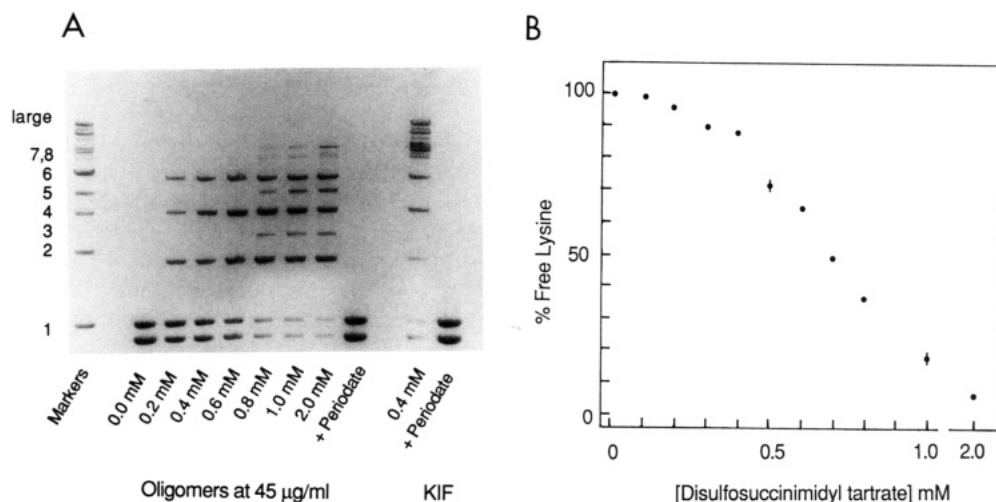 A
large
7,8
6
5
4
3
2
1
Markers
0.0 mM
0.2 mM
0.4 mM
0.6 mM
0.8 mM
1.0 mM
2.0 mM
+ Periodate
0.4 mM
+ Periodate
Oligomers at 45 µg/ml
KIF
B
% Free Lysine
100
50
0
0
0.5
1.0
2.0
[Disulfosuccinimidyl tartrate] mM